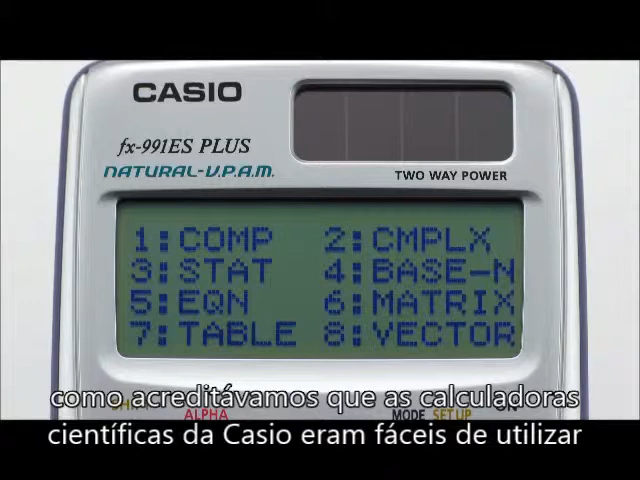 CASIO
fx-991ES PLUS
NATURAL-V.P.A.M.
TWO WAY POWER
1:COMP 2:CMPLX
3:STAT 4:BASE-N
5:EQN 6:MATRIX
7:TABLE 8:VECTOR
SHIFT ALPHA MODE SETUP ON
como acreditávamos que as calculadoras
científicas da Casio eram fáceis de utilizar